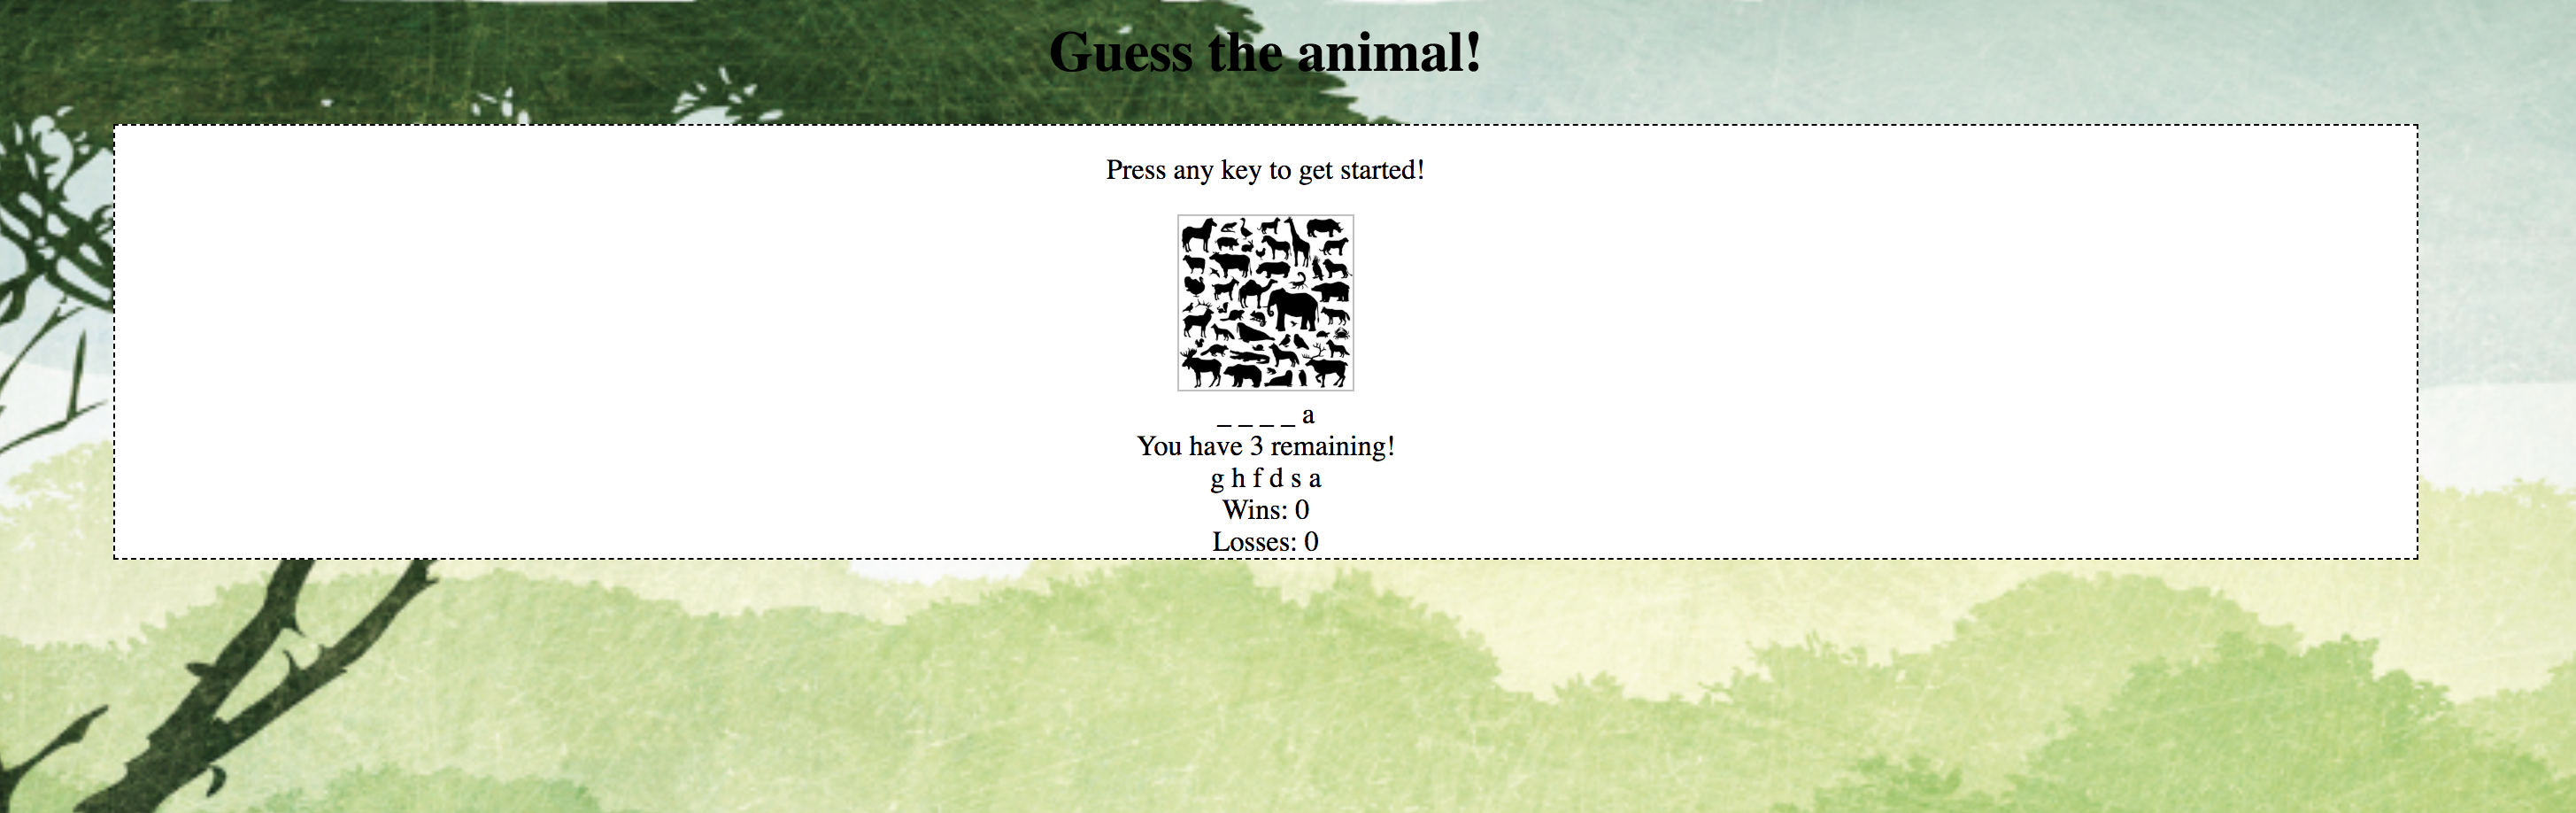 Guess the animal!
Press any key to get started!
_ _ _ _ a
You have 3 remaining!
g h f d s a
Wins: 0
Losses: 0